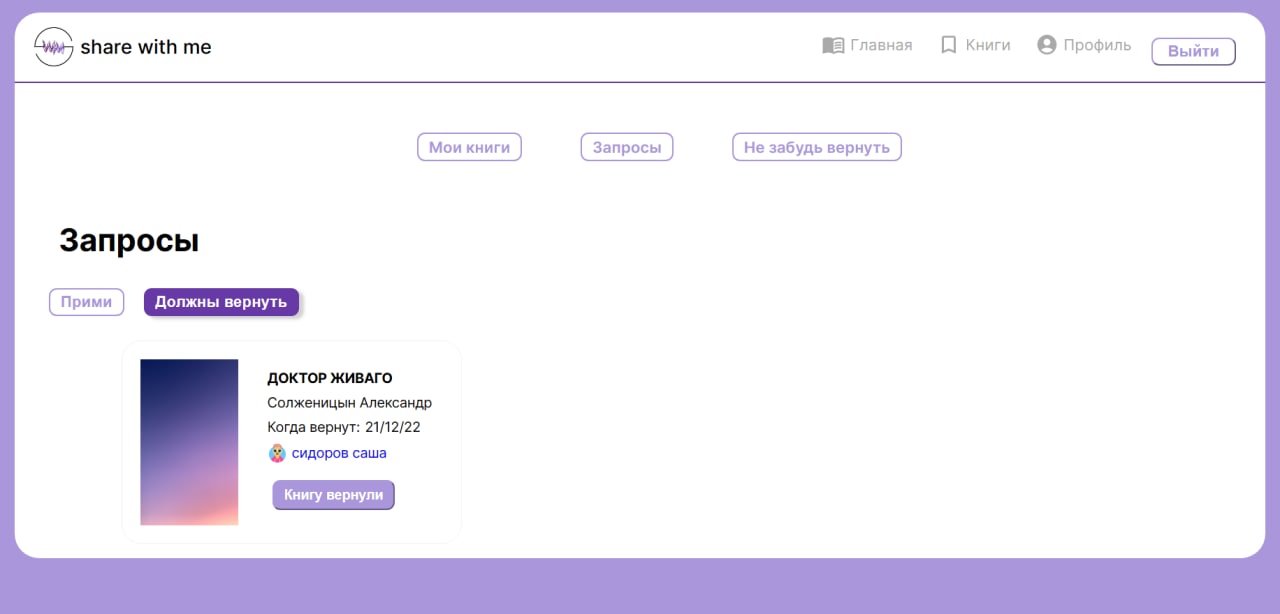 share with me
Главная Книги Профиль Выйти
Мои книги Запросы Не забудь вернуть
Запросы
Прими Должны вернуть
ДОКТОР ЖИВАГО
Солженицын Александр
Когда вернут: 21/12/22
сидоров саша
Книгу вернули